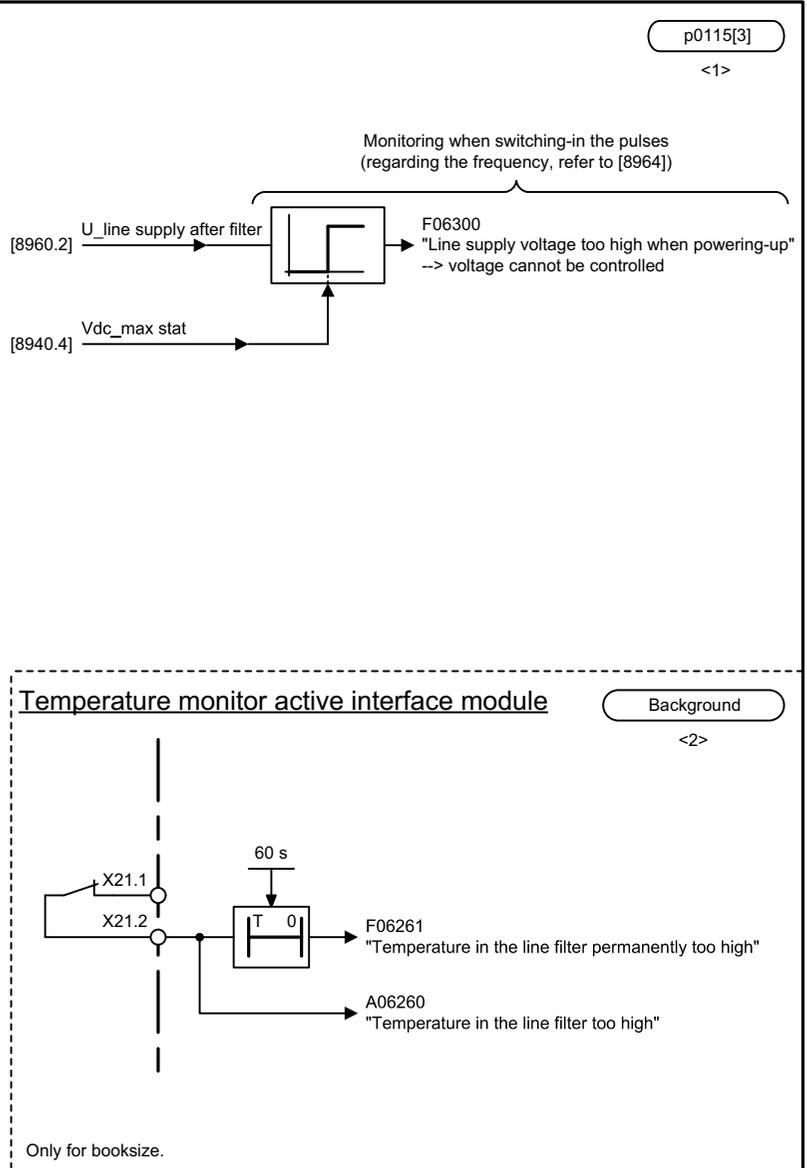 p0115[3]
<1>
Monitoring when switching-in the pulses
(regarding the frequency, refer to [8964])
U_line supply after filter
[8960.2]
F06300
"Line supply voltage too high when powering-up"
--> voltage cannot be controlled
Vdc_max stat
[8940.4]
Temperature monitor active interface module
Background
<2>
60 s
X21.1
X21.2
T 0
F06261
"Temperature in the line filter permanently too high"
A06260
"Temperature in the line filter too high"
Only for booksize.